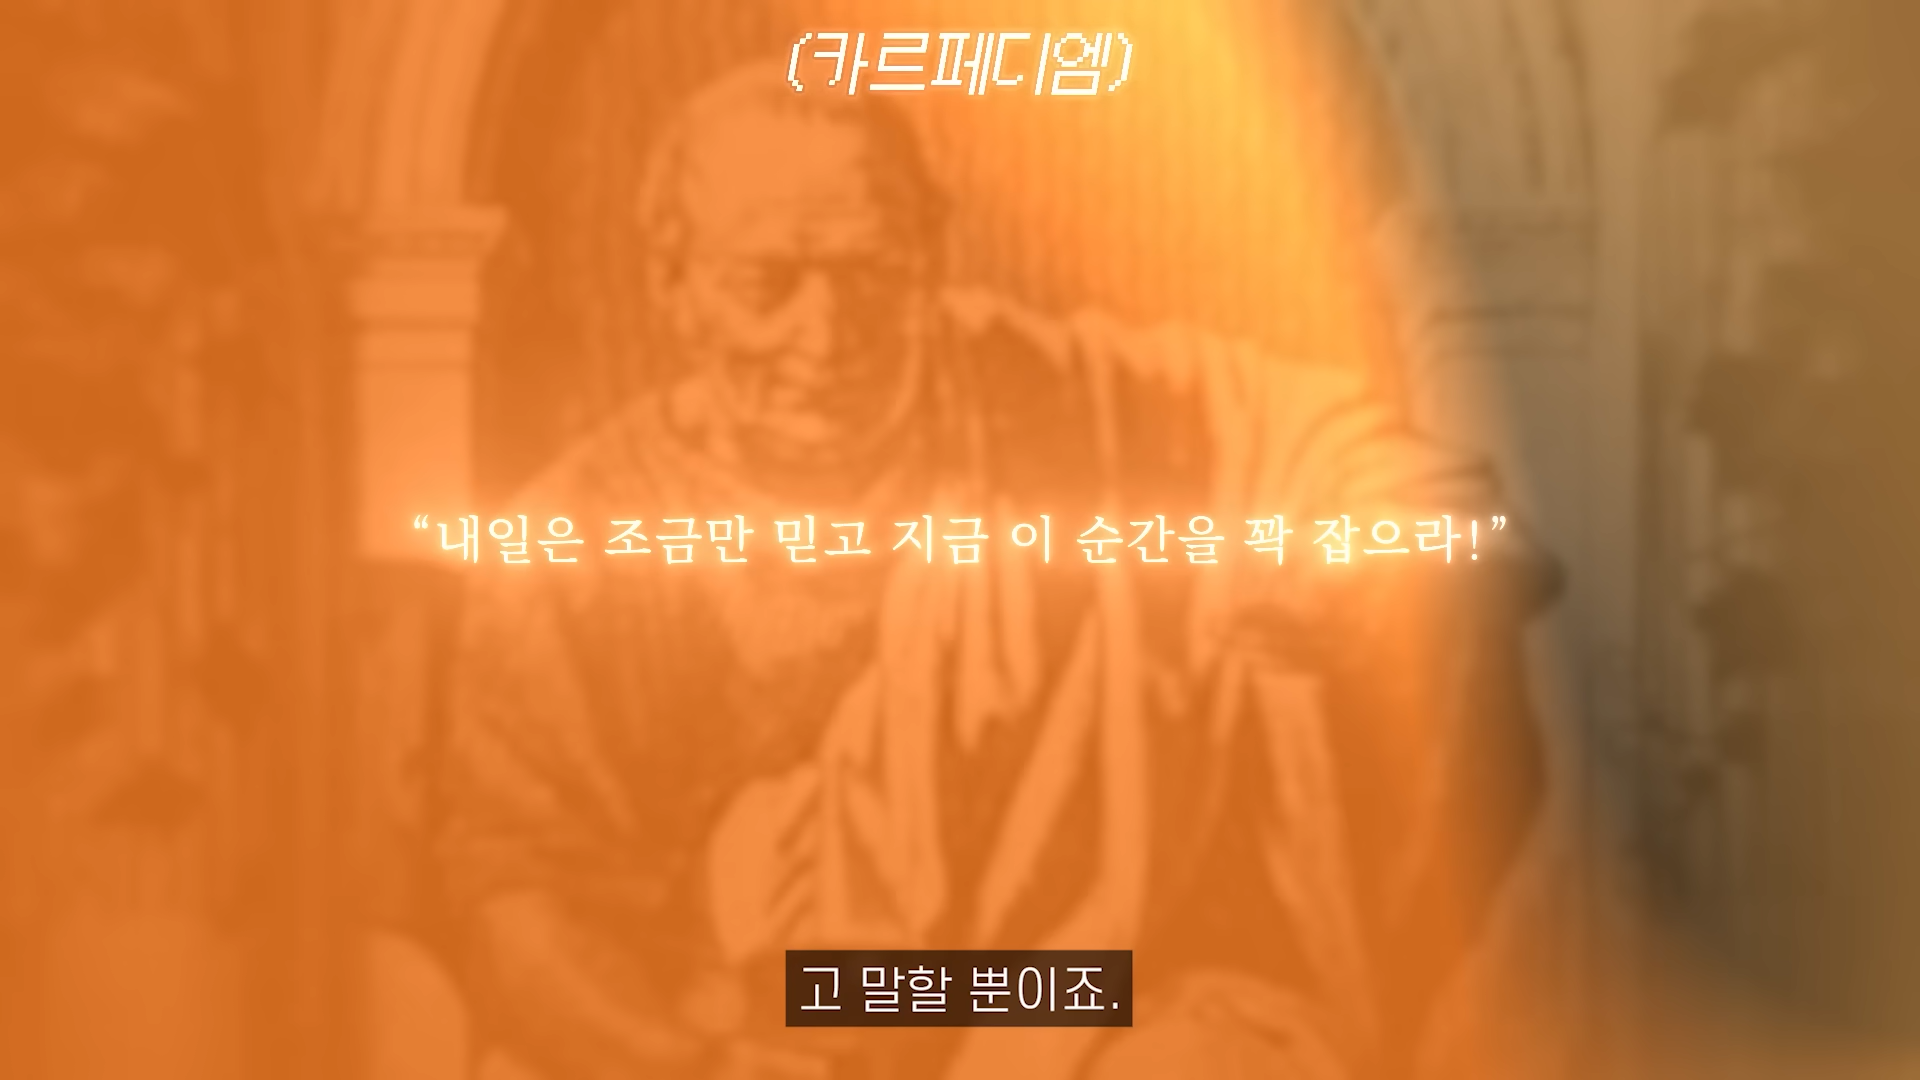 (카르페디엠)
“내일은 조금만 믿고 지금 이 순간을 꽉 잡으라!”
고 말할 뿐이죠.